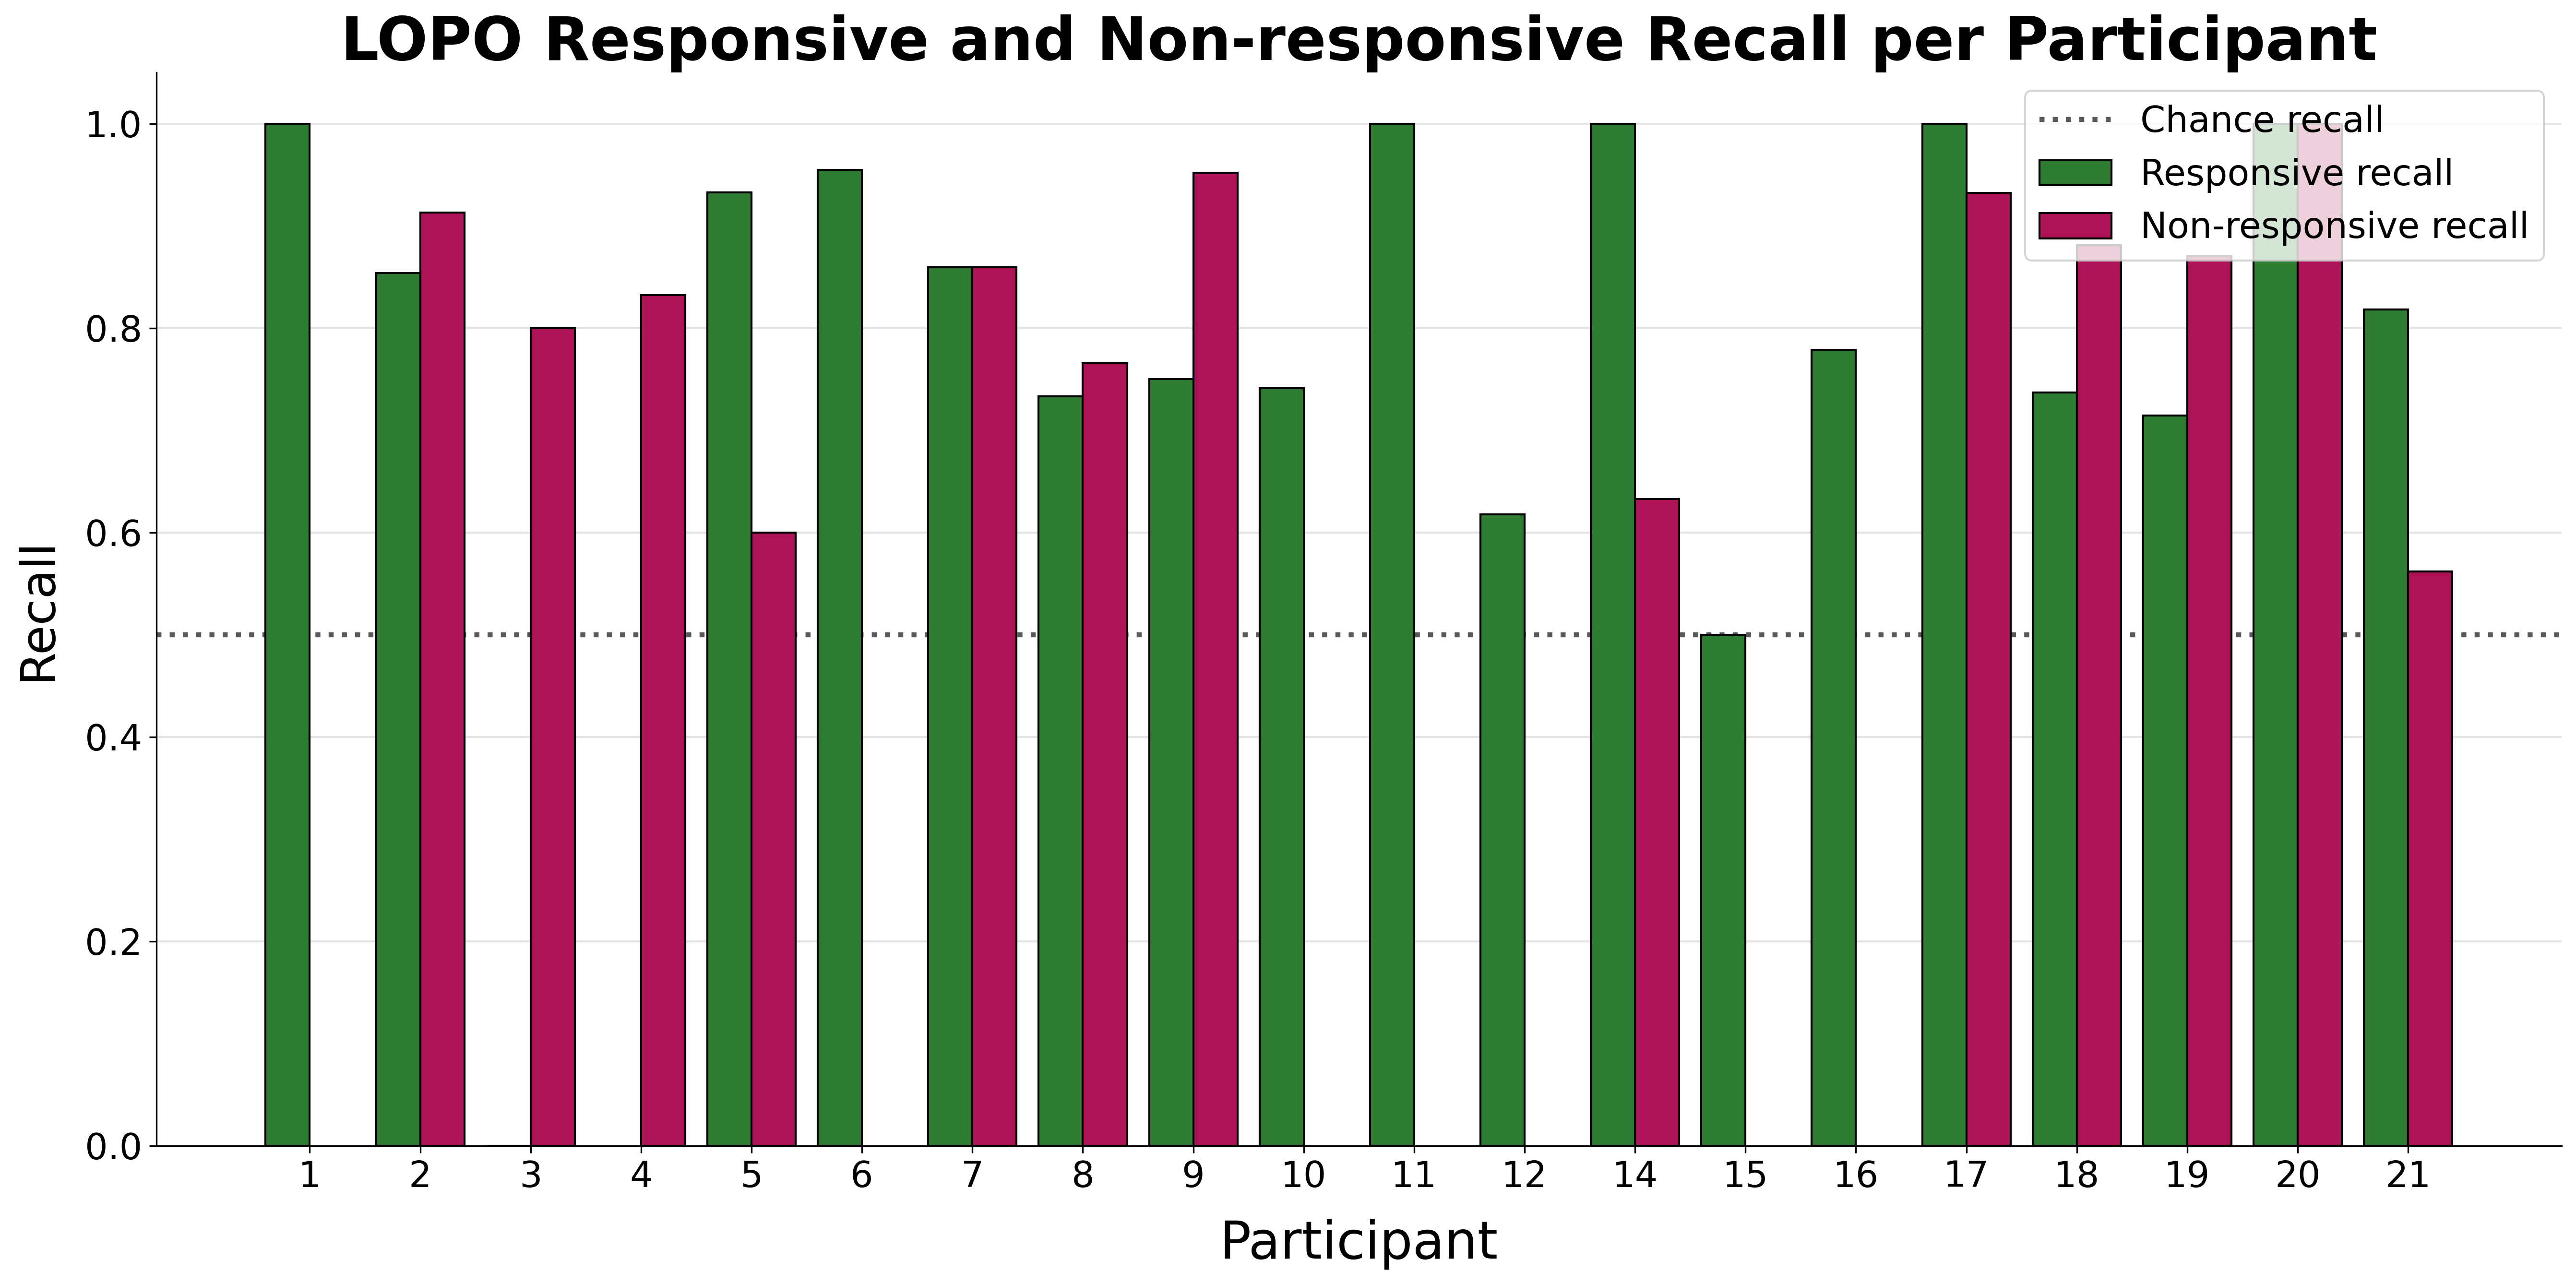 LOPO Responsive and Non-responsive Recall per Participant
Chance recall
Responsive recall
Non-responsive recall
Recall
1.0
0.8
0.6
0.4
0.2
0.0
1 2 3 4 5 6 7 8 9 10 11 12 14 15 16 17 18 19 20 21
Participant